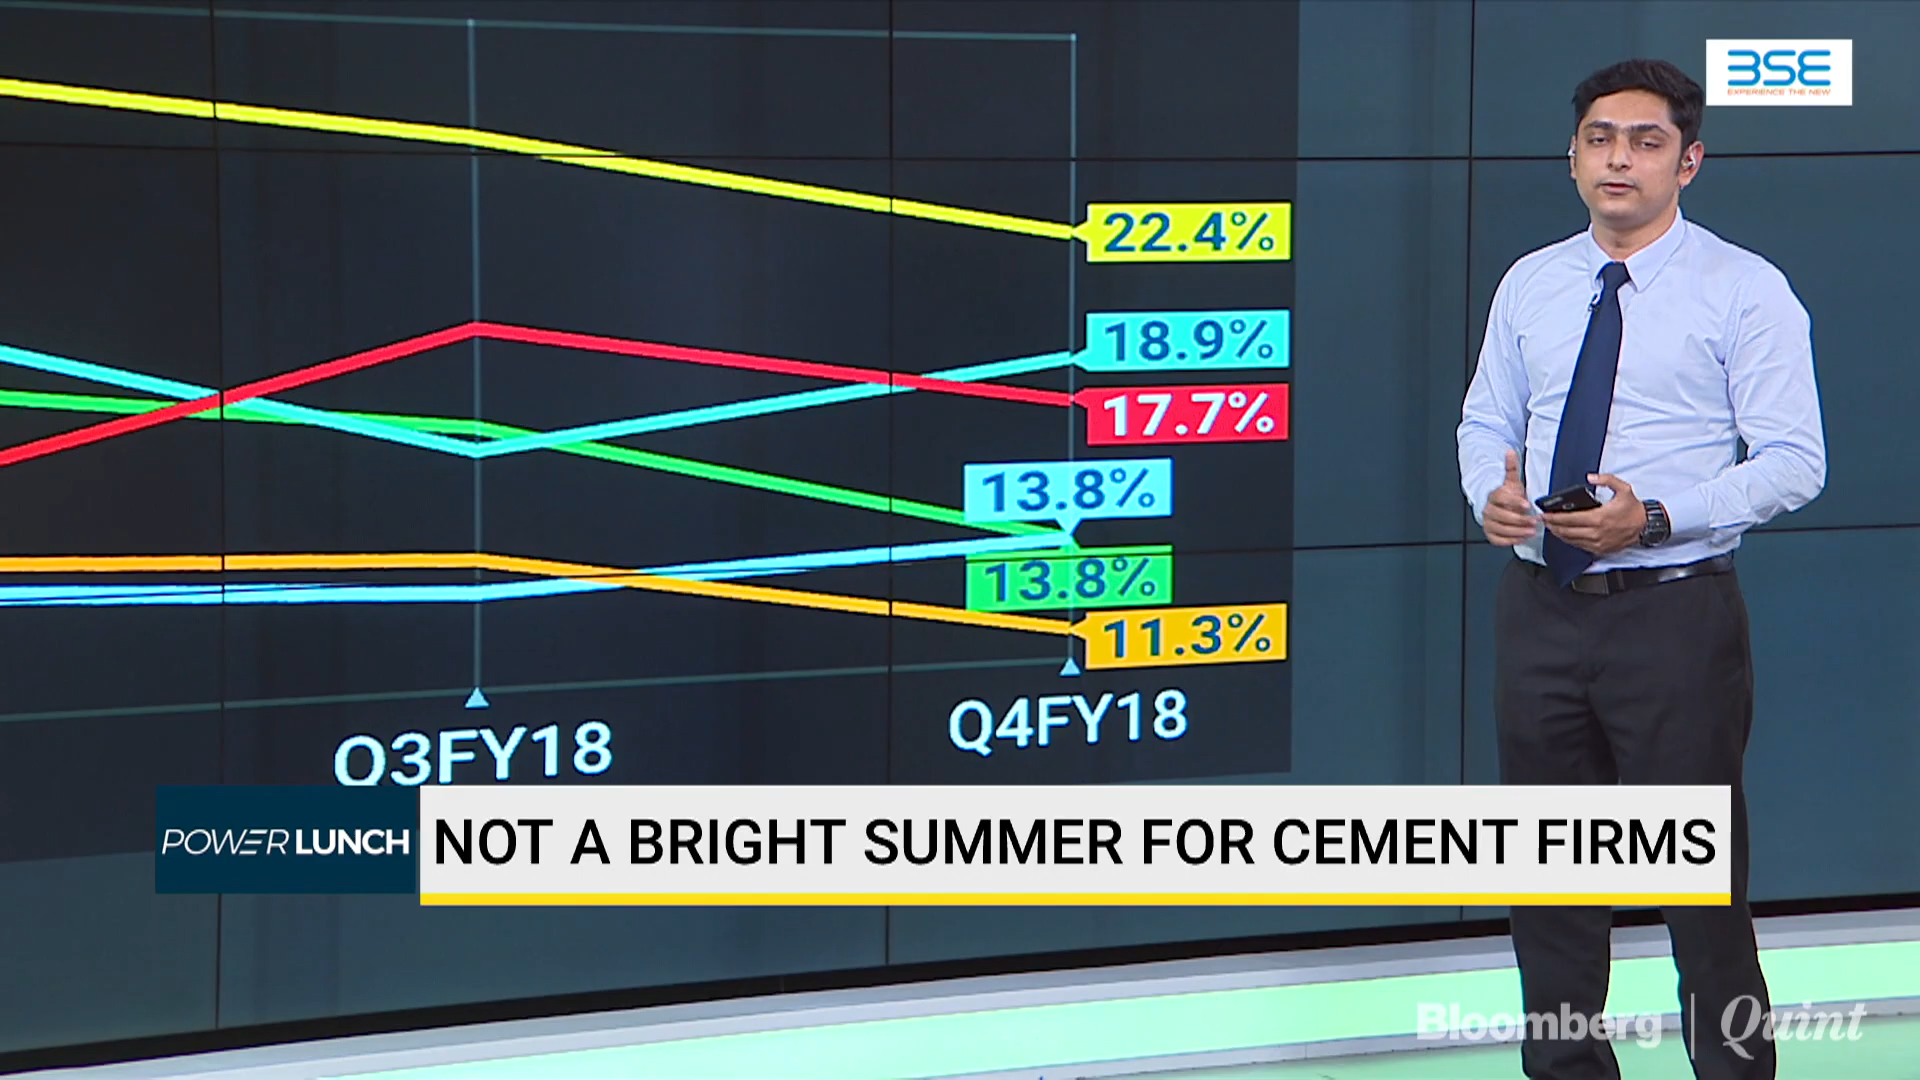 BSE
EXPERIENCE THE NEW
22.4%
18.9%
17.7%
13.8%
13.8%
11.3%
Q3FY18
Q4FY18
POWER LUNCH
NOT A BRIGHT SUMMER FOR CEMENT FIRMS
Bloomberg | Quint